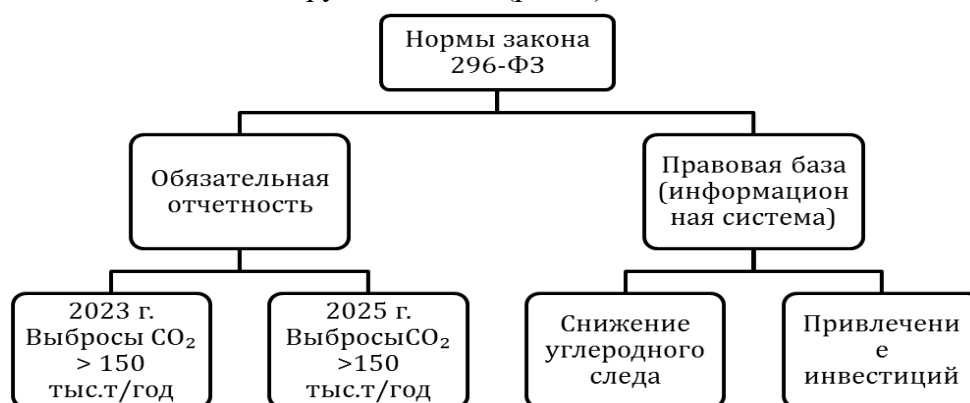 Нормы закона
296-ФЗ
Обязательная
отчетность
Правовая база
(информацион
ная система)
2023 г.
Выбросы CO₂
> 150
тыс.т/год
2025 г.
ВыбросыCO₂
>150
тыс.т/год
Снижение
углеродного
следа
Привлечени
е
инвестиций